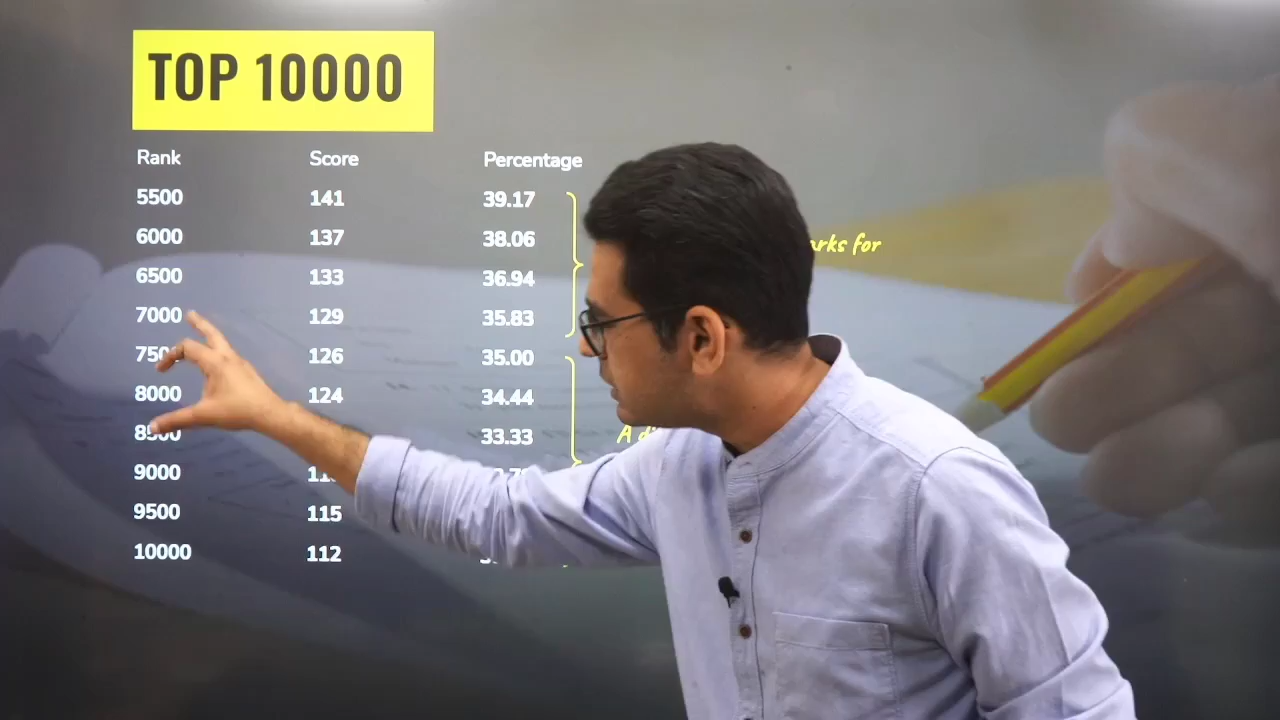 TOP 10000
Rank Score Percentage
5500 141 39.17
6000 137 38.06
6500 133 36.94
7000 129 35.83
126 35.00
8000 124 34.44
33.33
9000
9500 115
10000 112
for
A